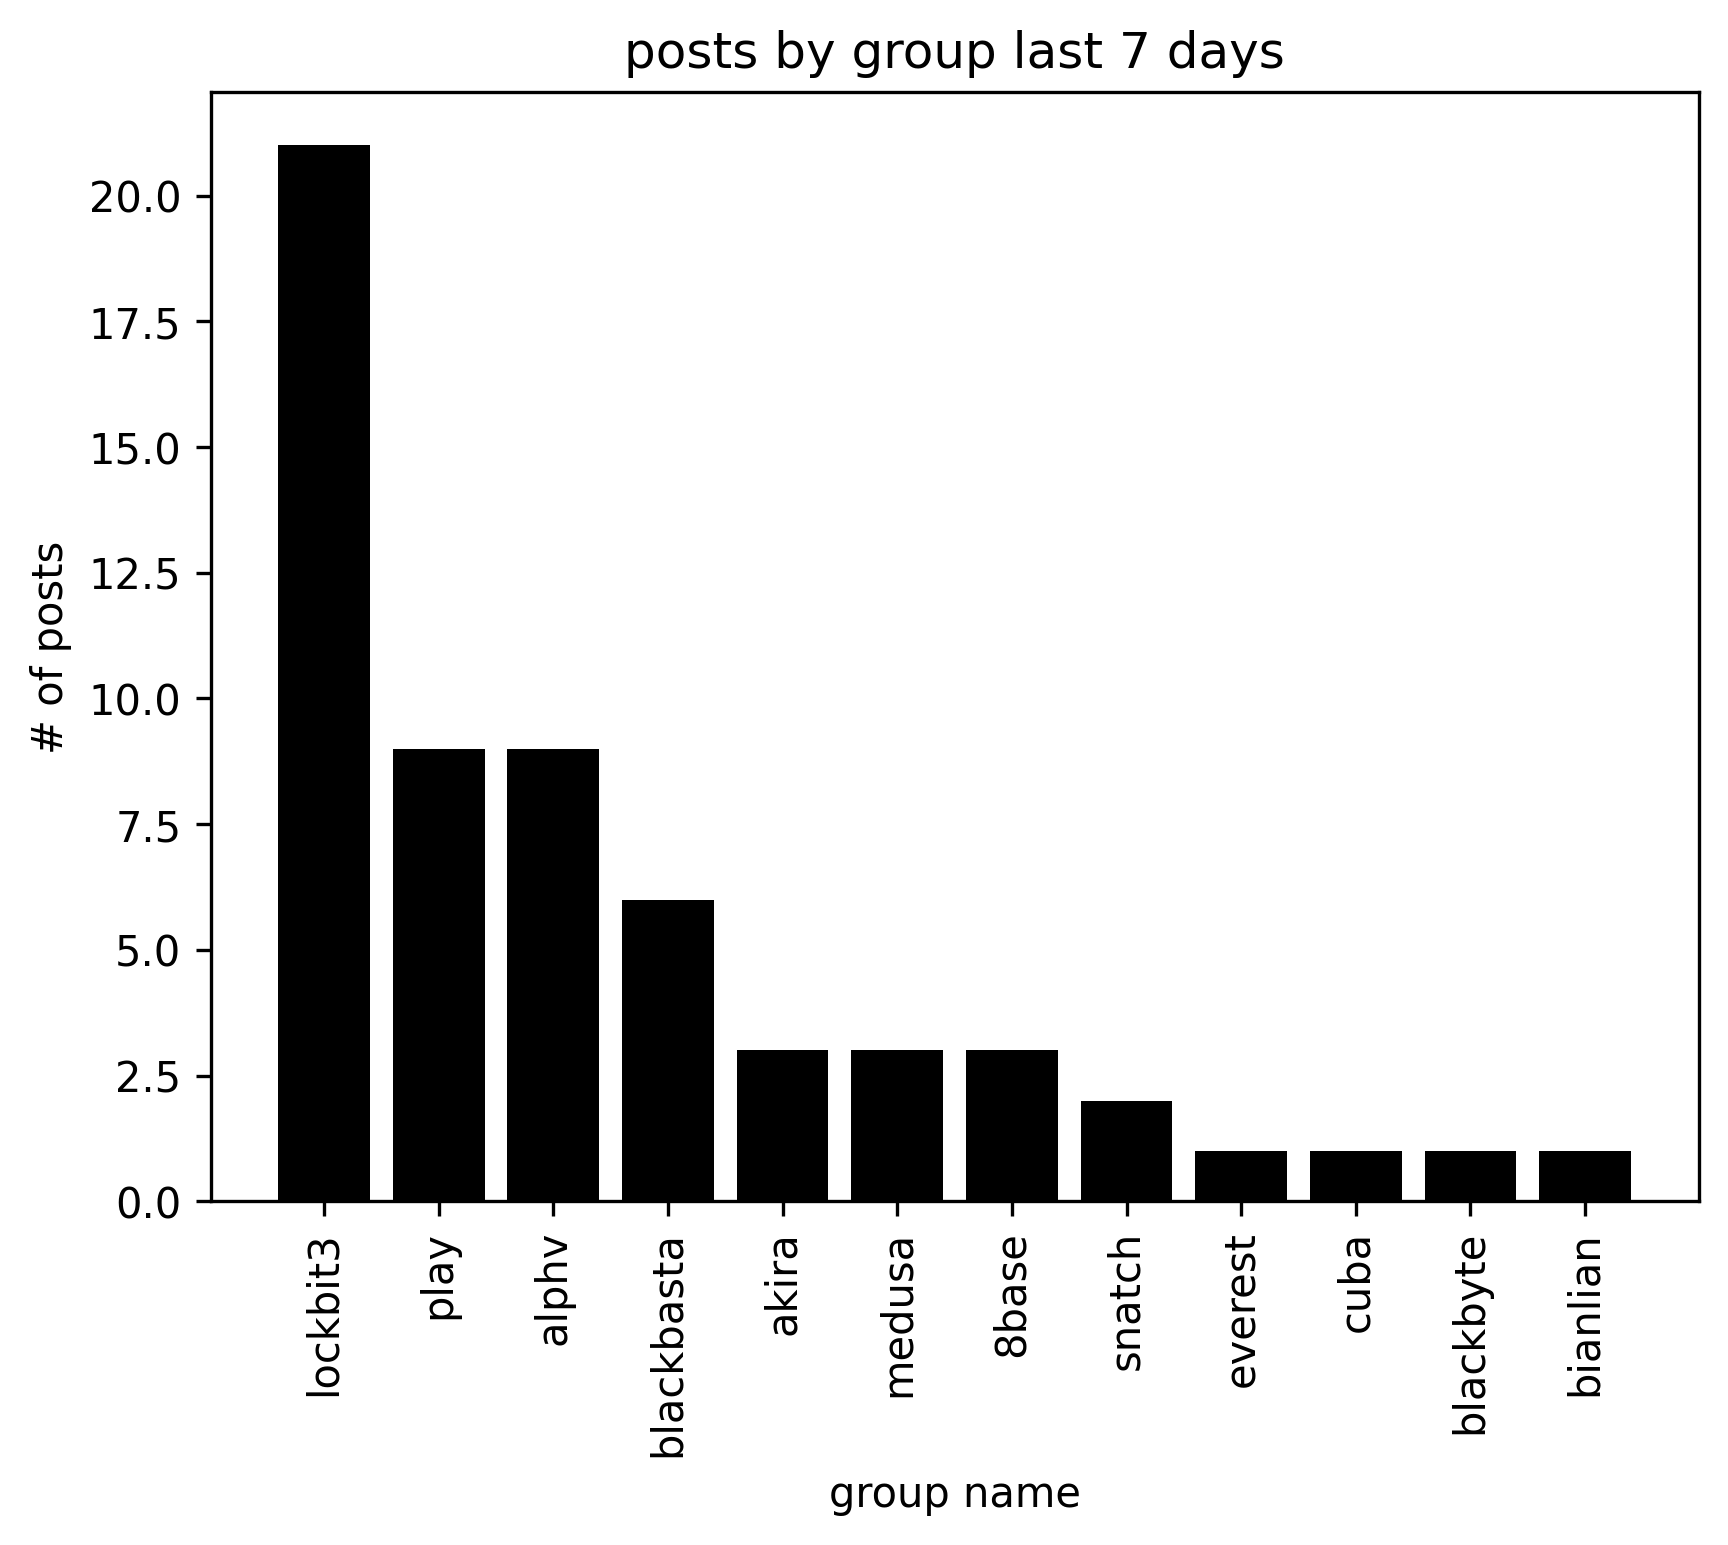 posts by group last 7 days
# of posts
20.0
17.5
15.0
12.5
10.0
7.5
5.0
2.5
0.0
lockbit3
play
alphv
blackbasta
akira
medusa
8base
snatch
everest
cuba
blackbyte
bianlian
group name